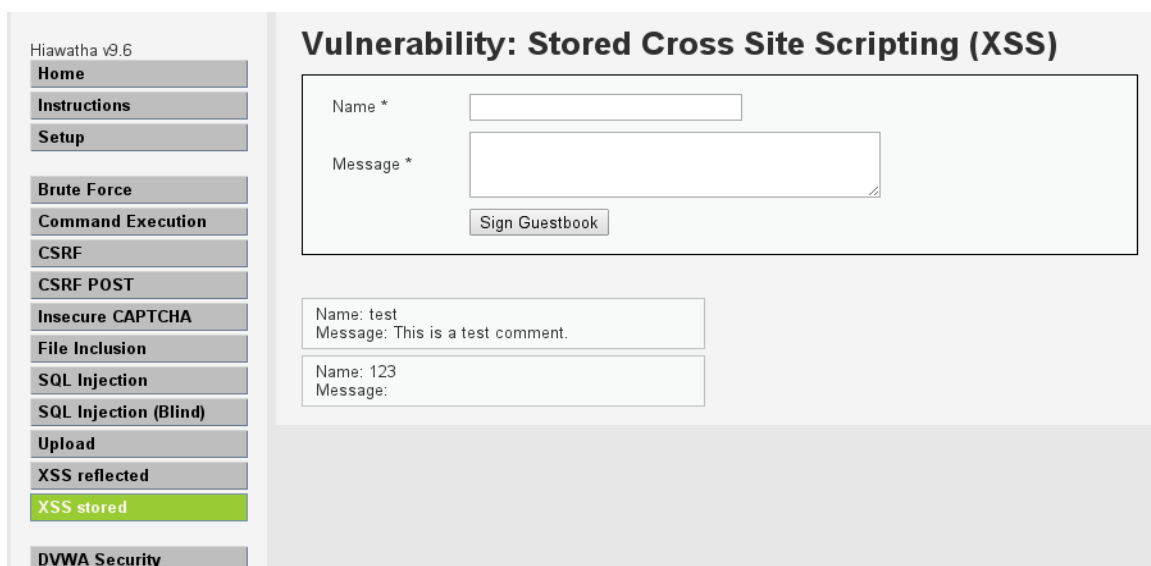 Hiawatha v9.6
Home
Instructions
Setup
Brute Force
Command Execution
CSRF
CSRF POST
Insecure CAPTCHA
File Inclusion
SQL Injection
SQL Injection (Blind)
Upload
XSS reflected
XSS stored
DVWA Security
Vulnerability: Stored Cross Site Scripting (XSS)
Name *
Message *
Sign Guestbook
Name: test
Message: This is a test comment.
Name: 123
Message: